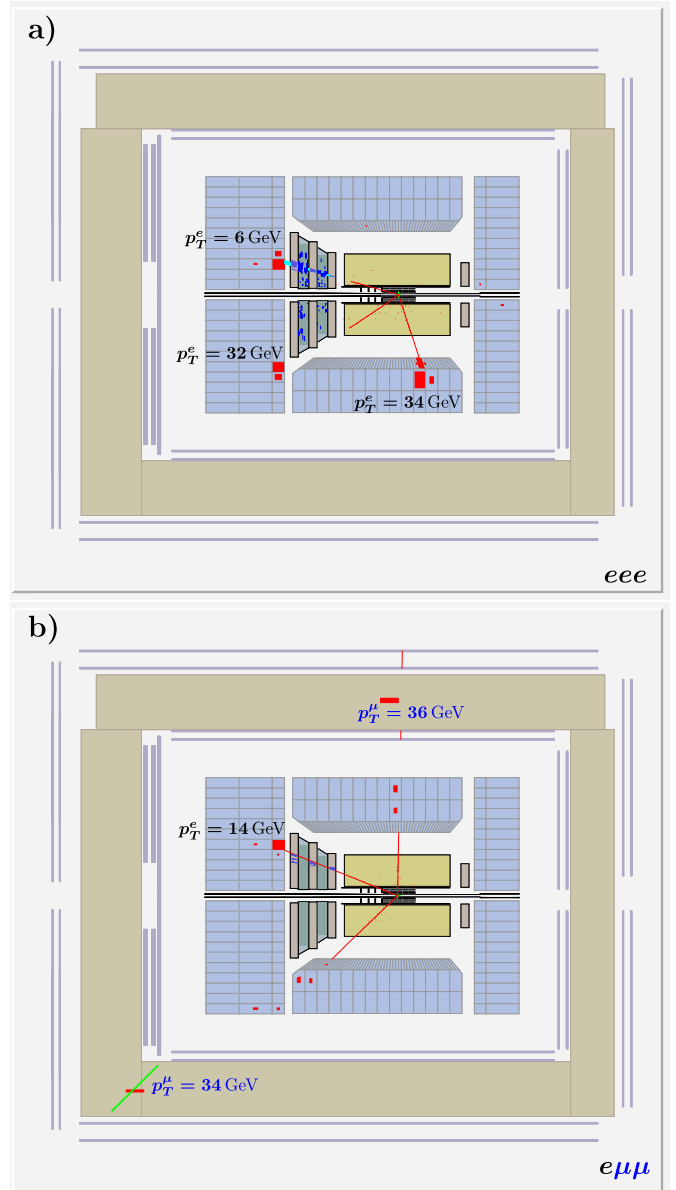 a)
p_T^e = 6 GeV
p_T^e = 32 GeV
p_T^e = 34 GeV
eee
b)
p_T^μ = 36 GeV
p_T^e = 14 GeV
p_T^μ = 34 GeV
eμμ